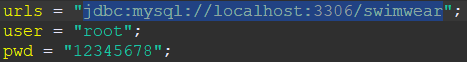 urls = "jdbc:mysql://localhost:3306/swimwear";
user = "root";
pwd = "12345678";